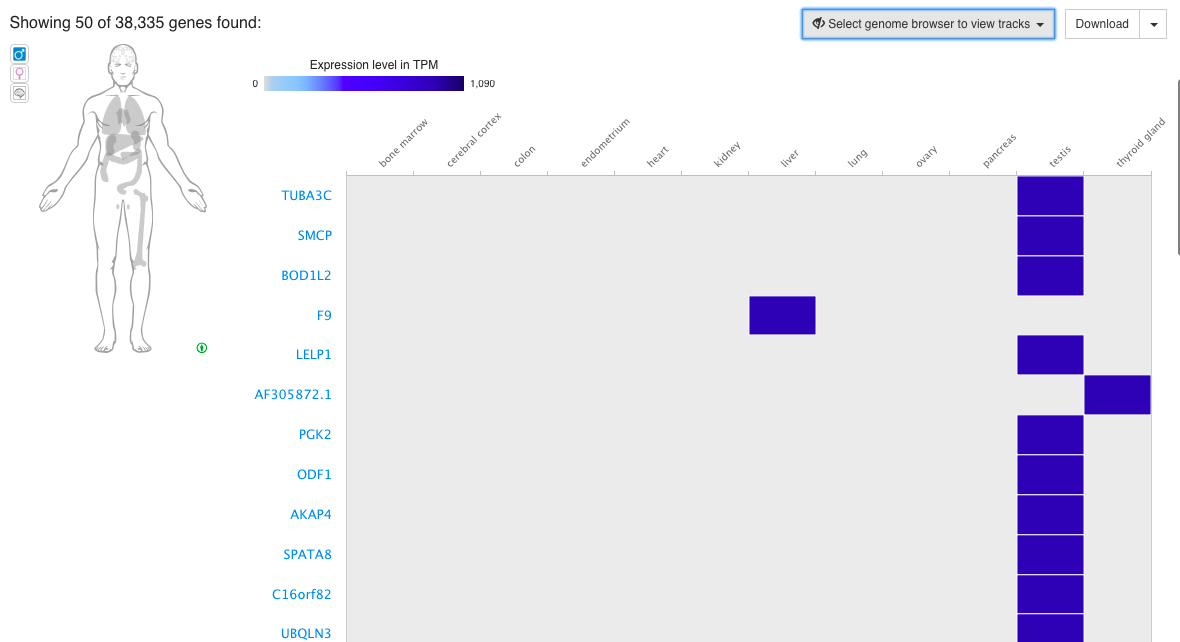 Showing 50 of 38,335 genes found:
Select genome browser to view tracks
Download
Expression level in TPM
0
1,090
bone marrow
cerebral cortex
colon
endometrium
heart
kidney
liver
lung
ovary
pancreas
testis
thyroid gland
TUBA3C
SMCP
BOD1L2
F9
LELP1
AF305872.1
PGK2
ODF1
AKAP4
SPATA8
C16orf82
UBQLN3